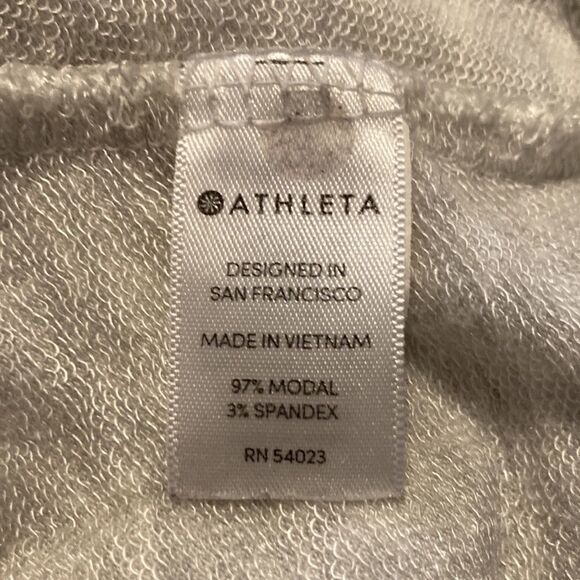 ATHLETA
DESIGNED IN
SAN FRANCISCO
MADE IN VIETNAM
97% MODAL
3% SPANDEX
RN 54023